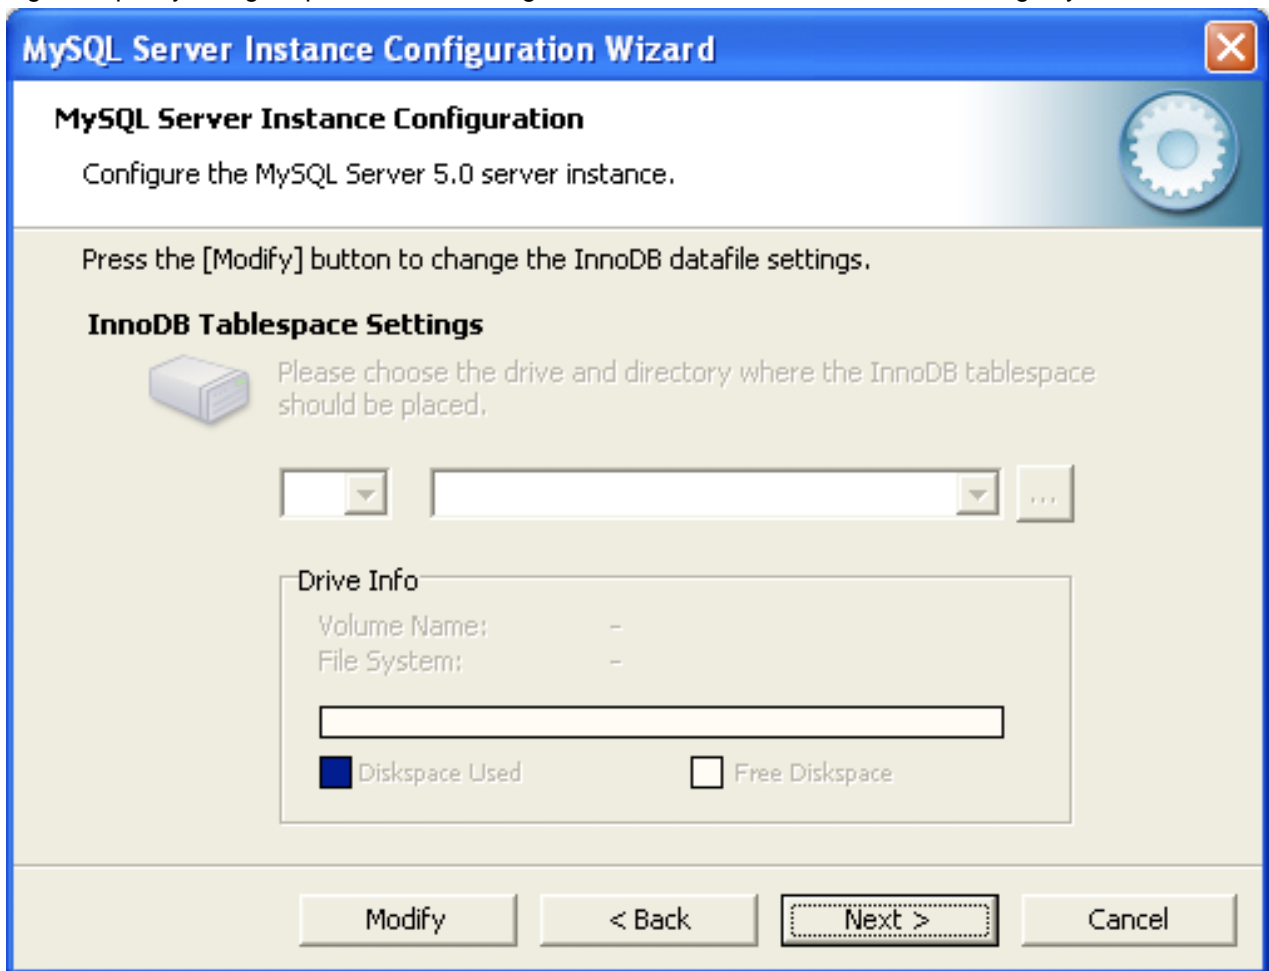 MySQL Server Instance Configuration Wizard
MySQL Server Instance Configuration
Configure the MySQL Server 5.0 server instance.
Press the [Modify] button to change the InnoDB datafile settings.
InnoDB Tablespace Settings
Please choose the drive and directory where the InnoDB tablespace
should be placed.
...
Drive Info
Volume Name: -
File System: -
Diskspace Used Free Diskspace
Modify < Back Next > Cancel